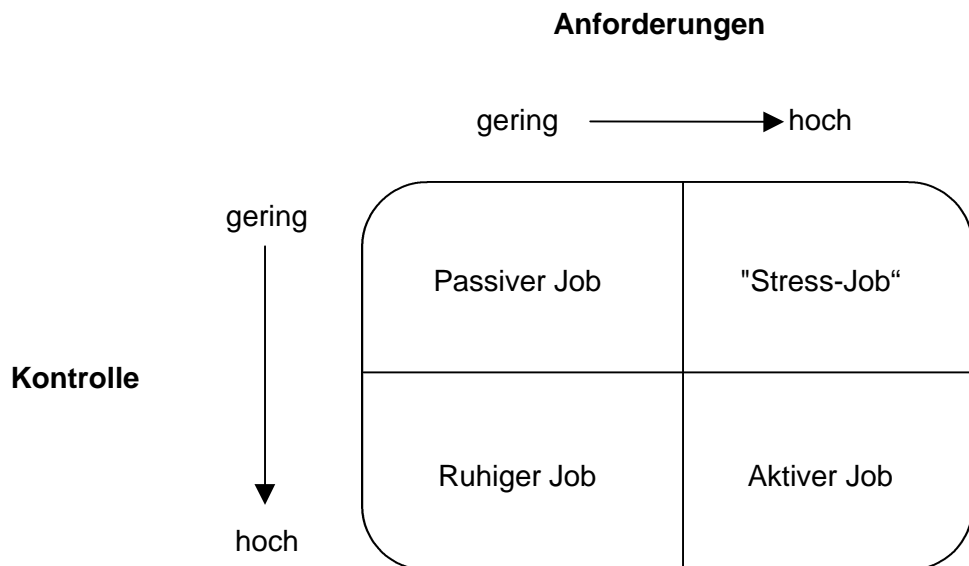 Anforderungen
gering hoch
gering
Passiver Job "Stress-Job“
Kontrolle
Ruhiger Job Aktiver Job
hoch